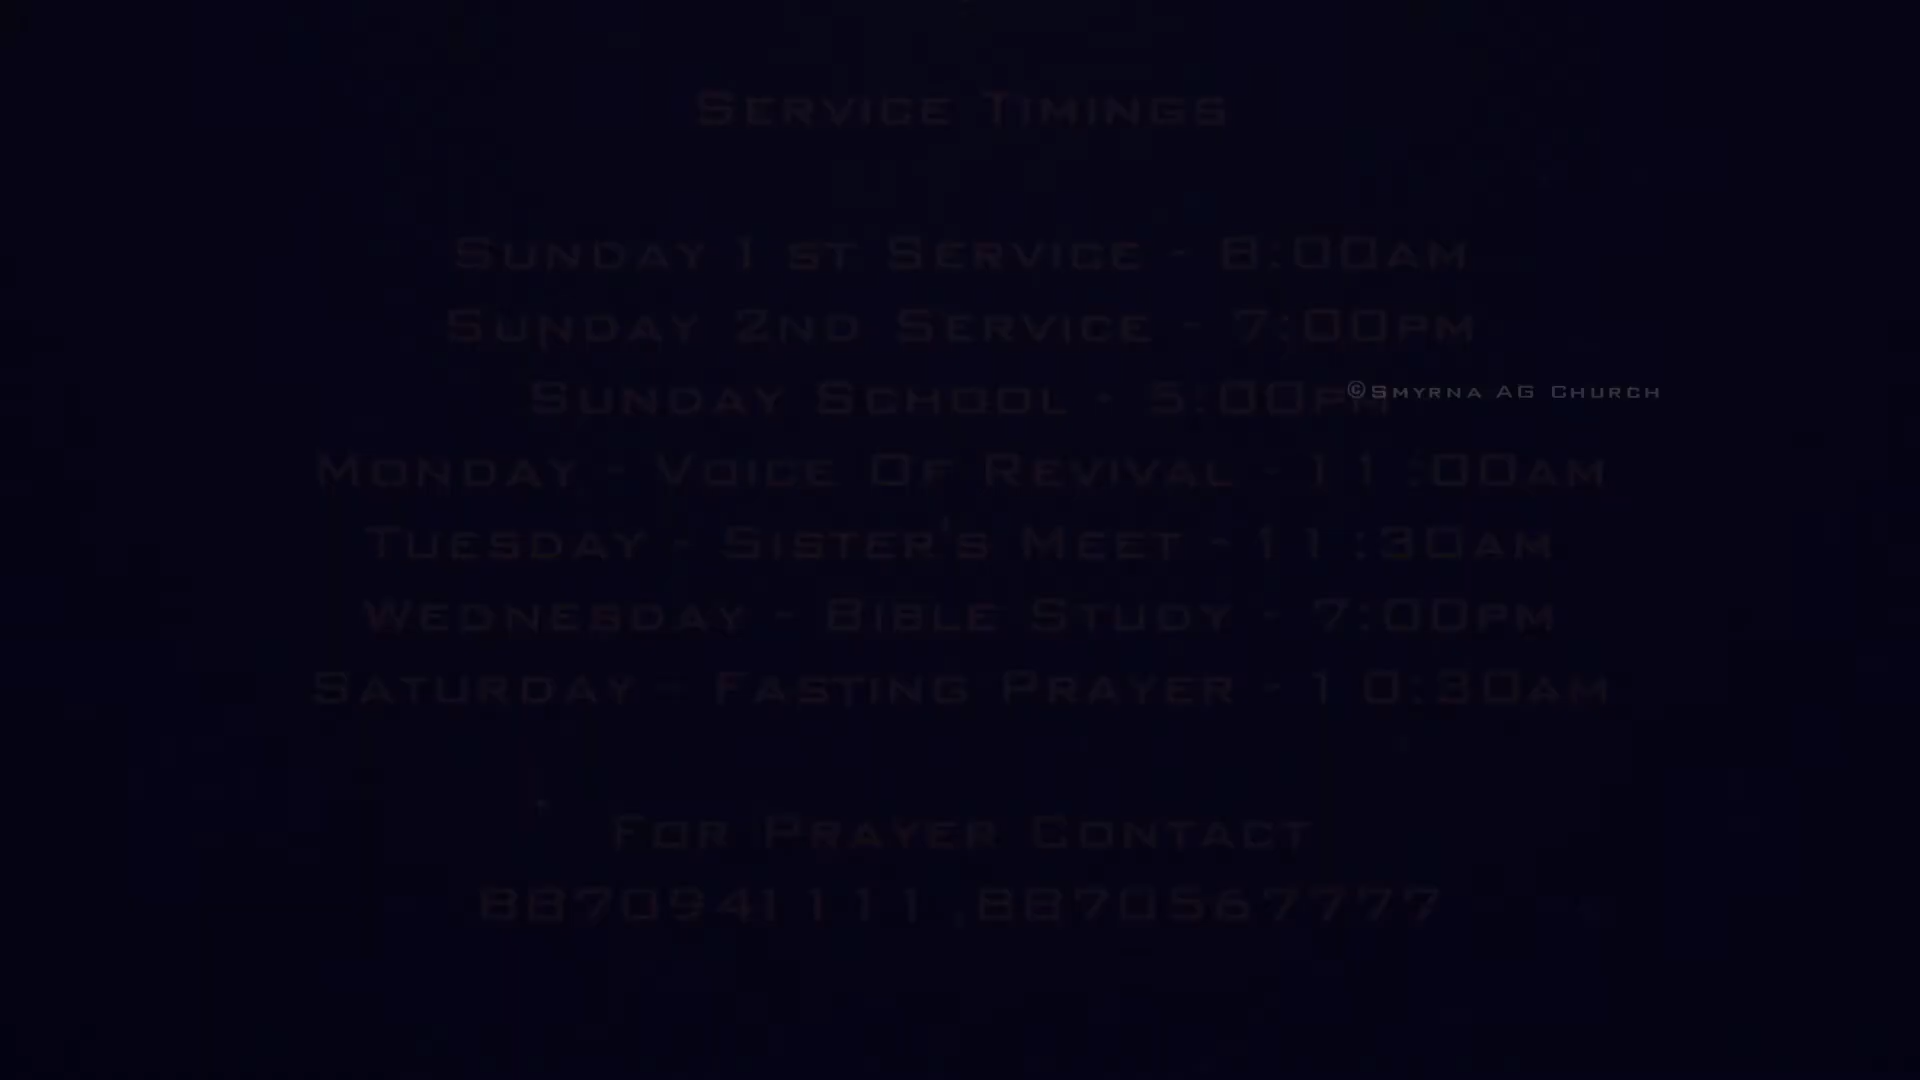 Service Timings
Sunday 1st Service - 8:00am
Sunday 2nd Service - 7:00pm
Sunday School - 5:00pm
©Smyrna AG Church
Monday - Voice Of Revival - 11:00am
Tuesday - Sister's Meet - 11:30am
Wednesday - Bible Study - 7:00pm
Saturday - Fasting Prayer - 10:30am
For Prayer Contact
8870941111 ,8870567777